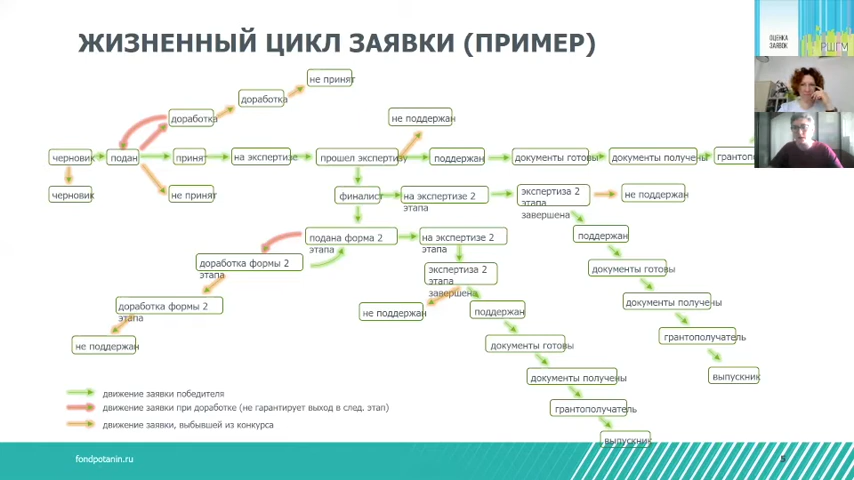 ЖИЗНЕННЫЙ ЦИКЛ ЗАЯВКИ (ПРИМЕР)
ОЦЕНКА
ЗАЯВОК
РШГМ
не принят
доработка
доработка
не поддержан
черновик
подан
принят
на экспертизе
прошел экспертизу
поддержан
документы готовы
документы получены
черновик
не принят
финалист
на экспертизе 2
этапа
экспертиза 2
этапа
завершена
не поддержан
подана форма 2
этапа
на экспертизе 2
этапа
поддержан
доработка формы 2
этапа
экспертиза 2
этапа
завершена
документы готовы
доработка формы 2
этапа
не поддержан
поддержан
документы получены
не поддержан
документы готовы
грантополучатель
документы получены
выпускник
грантополучатель
выпускник
движение заявки победителя
движение заявки при доработке (не гарантирует выход в след. этап)
движение заявки, выбывшей из конкурса
fondpotanin.ru
5